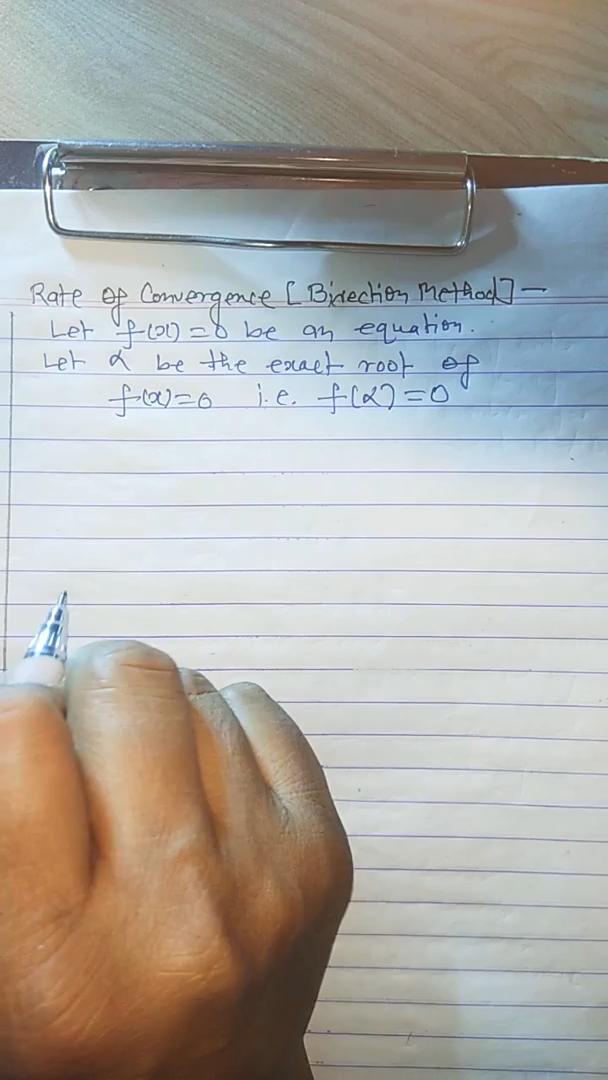 Rate of Convergence [Bisection Method] —
Let f(x) = 0 be an equation.
Let α be the exact root of
f(x) = 0 i.e. f(α) = 0